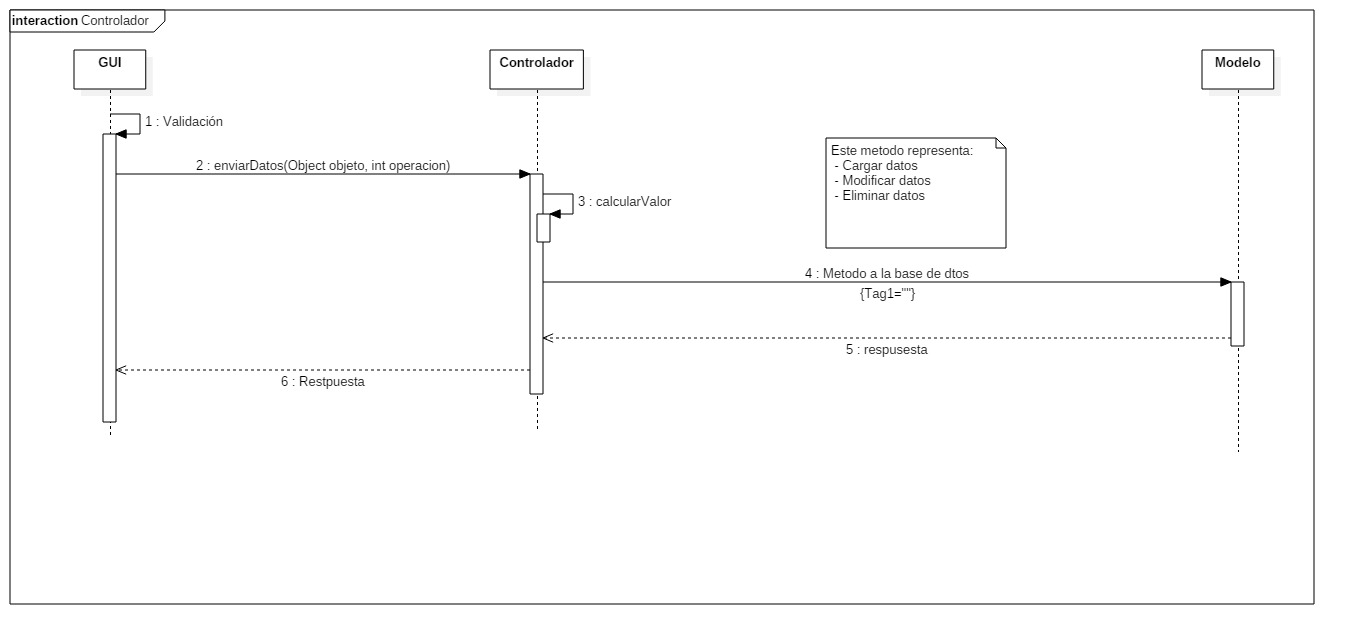 interaction Controlador
GUI
Controlador
Modelo
1 : Validación
2 : enviarDatos(Object objeto, int operacion)
3 : calcularValor
Este metodo representa:
- Cargar datos
- Modificar datos
- Eliminar datos
4 : Metodo a la base de dtos
{Tag1=""}
5 : respusesta
6 : Restpuesta